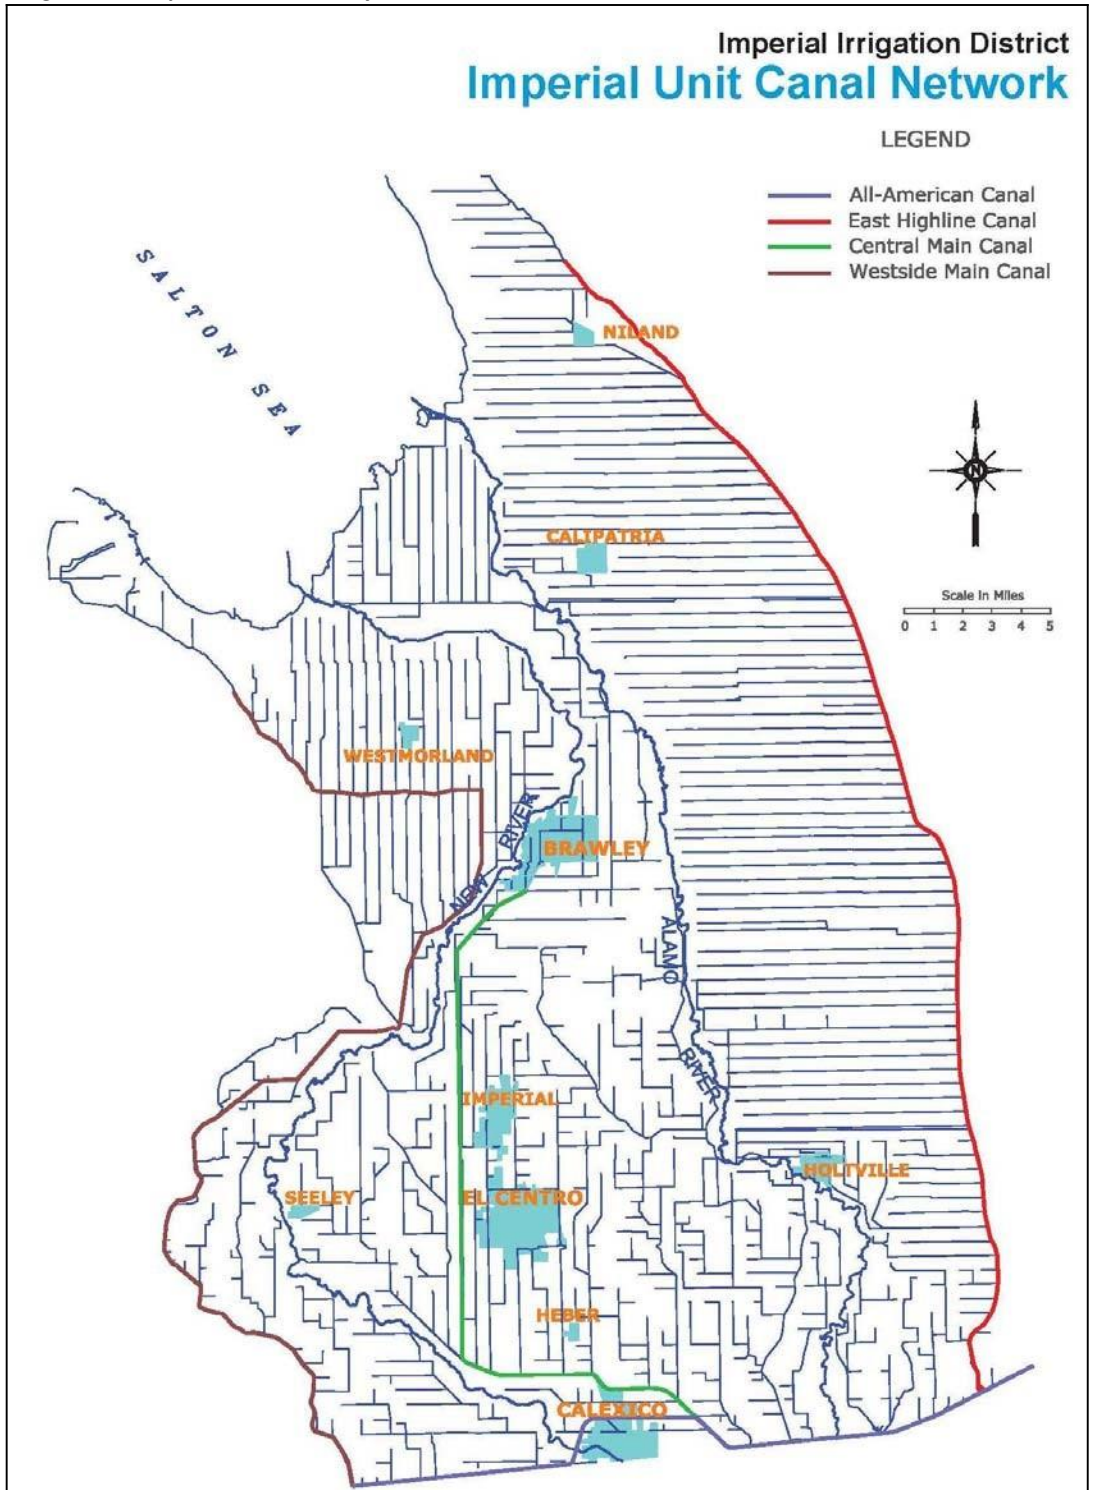 Imperial Irrigation District
Imperial Unit Canal Network
LEGEND
All-American Canal
East Highline Canal
Central Main Canal
Westside Main Canal
SALTON SEA
NILAND
N
CALIPATRIA
Scale in Miles
0 1 2 3 4 5
WESTMORLAND
NEW RIVER
BRAWLEY
ALAMO RIVER
IMPERIAL
HOLTVILLE
SEELEY
EL CENTRO
HEBER
CALEXICO